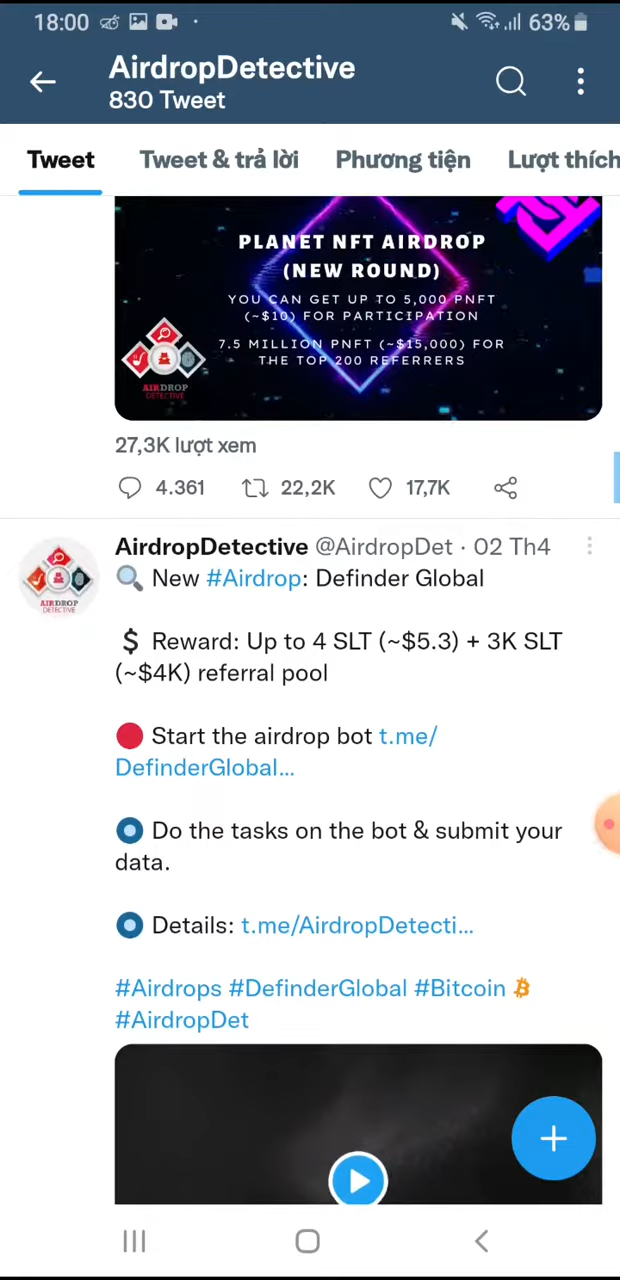 18:00
63%
AirdropDetective
830 Tweet
Tweet
Tweet & trả lời
Phương tiện
Lượt thích
PLANET NFT AIRDROP
(NEW ROUND)
YOU CAN GET UP TO 5,000 PNFT
(~$10) FOR PARTICIPATION
7.5 MILLION PNFT (~$15,000) FOR
THE TOP 200 REFERRERS
AIRDROP
DETECTIVE
27,3K lượt xem
4.361
22,2K
17,7K
AirdropDetective @AirdropDet · 02 Th4
New #Airdrop: Definder Global
AIRDROP
DETECTIVE
$ Reward: Up to 4 SLT (~$5.3) + 3K SLT
(~$4K) referral pool
Start the airdrop bot t.me/
DefinderGlobal...
Do the tasks on the bot & submit your
data.
Details: t.me/AirdropDetecti...
#Airdrops #DefinderGlobal #Bitcoin
#AirdropDet